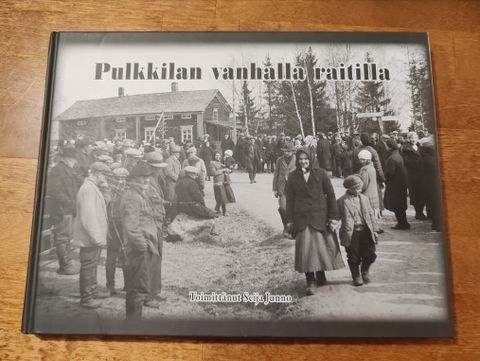 Pulkkilan vanhalla raitilla
Toimittanut Seija Junno